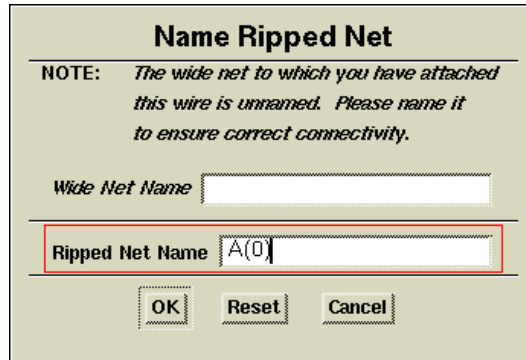 Name Ripped Net
NOTE: The wide net to which you have attached
this wire is unnamed. Please name it
to ensure correct connectivity.
Wide Net Name
Ripped Net Name A(0)
OK Reset Cancel